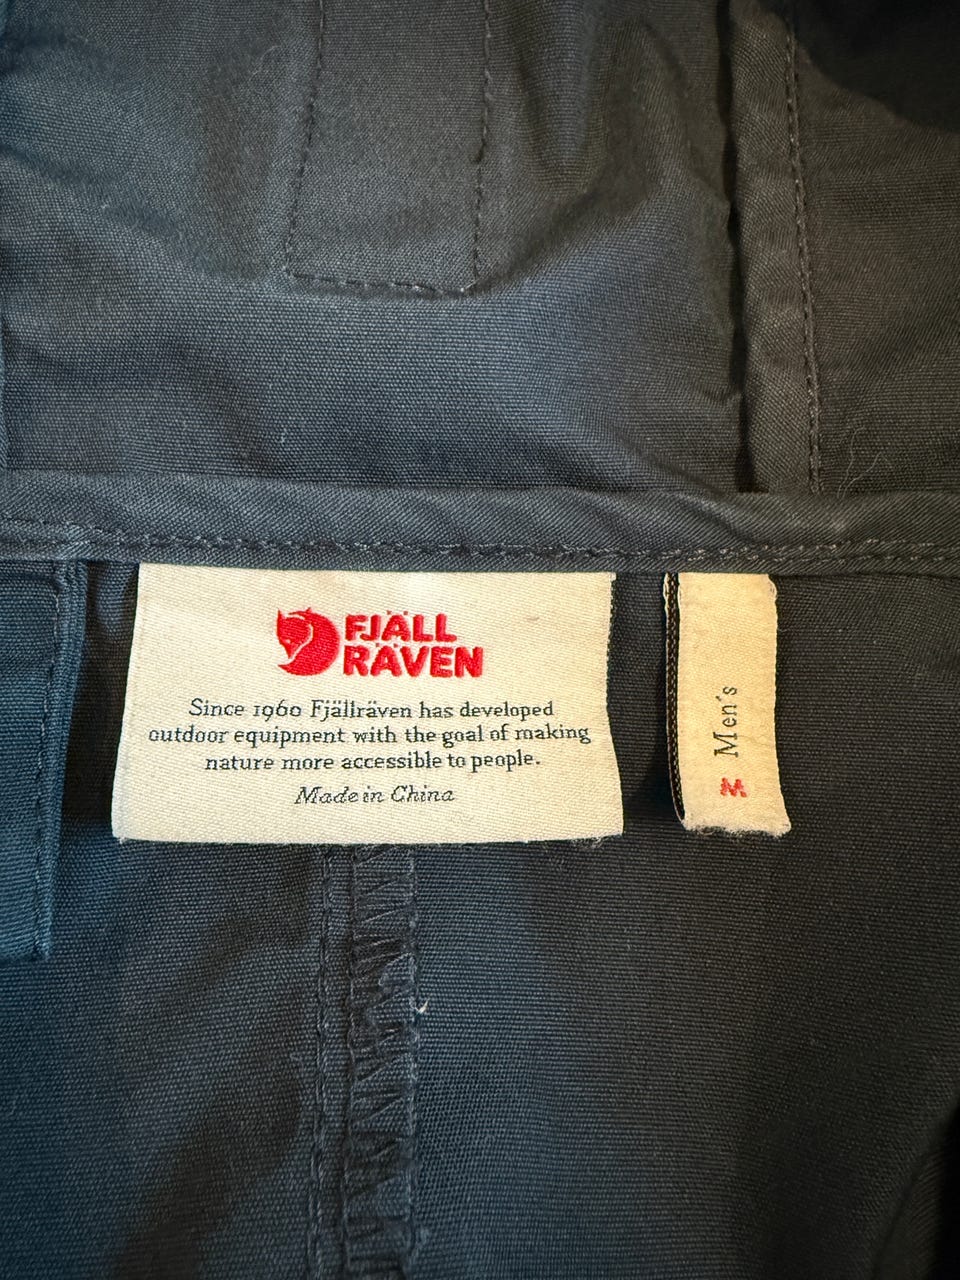 FJÄLL
RÄVEN
Since 1960 Fjällräven has developed
outdoor equipment with the goal of making
nature more accessible to people.
Made in China
Men's
M